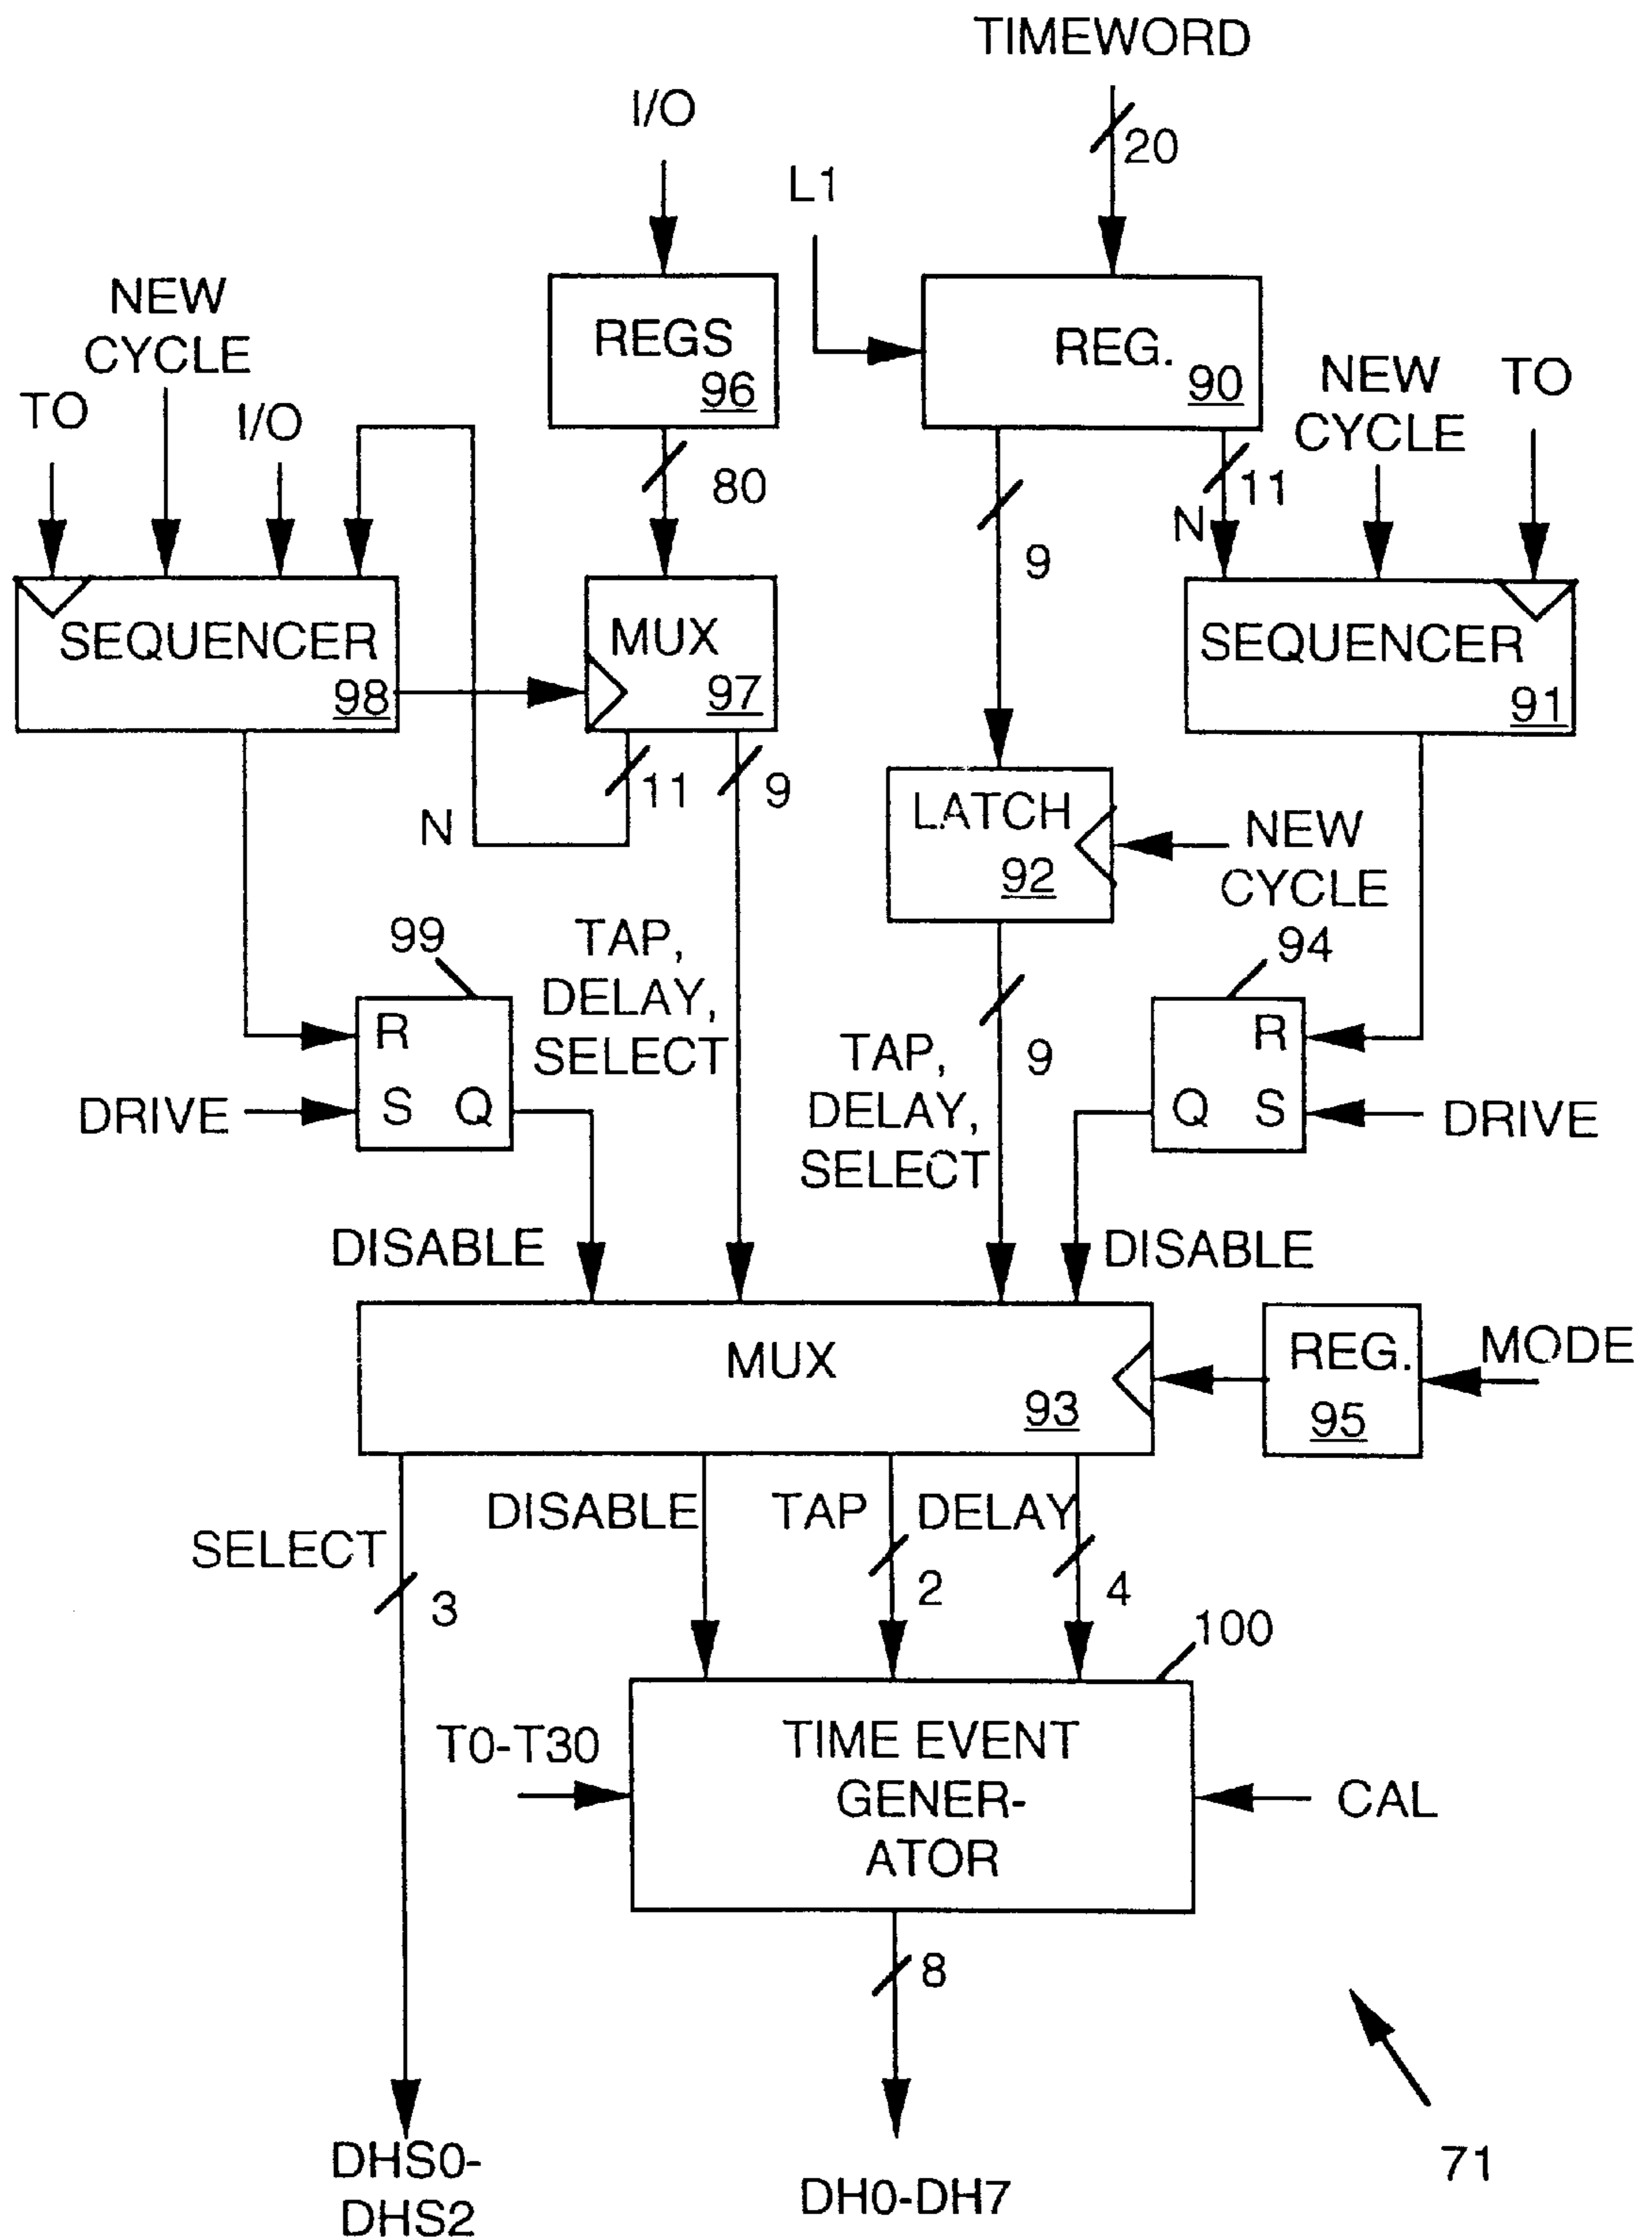 TIMEWORD
I/O
20
L1
NEW
CYCLE
REGS
96
REG.
90
NEW
CYCLE
TO
TO
I/O
80
9
11
N
SEQUENCER
98
MUX
97
SEQUENCER
91
11
9
N
LATCH
92
NEW
CYCLE
99
TAP,
DELAY,
SELECT
94
R
S Q
DRIVE
9
TAP,
DELAY,
SELECT
R
Q S
DRIVE
DISABLE
DISABLE
MUX
93
REG.
95
MODE
SELECT
3
DISABLE
TAP
2
DELAY
4
100
T0-T30
TIME EVENT
GENER-
ATOR
CAL
8
DHS0-
DHS2
DH0-DH7
71